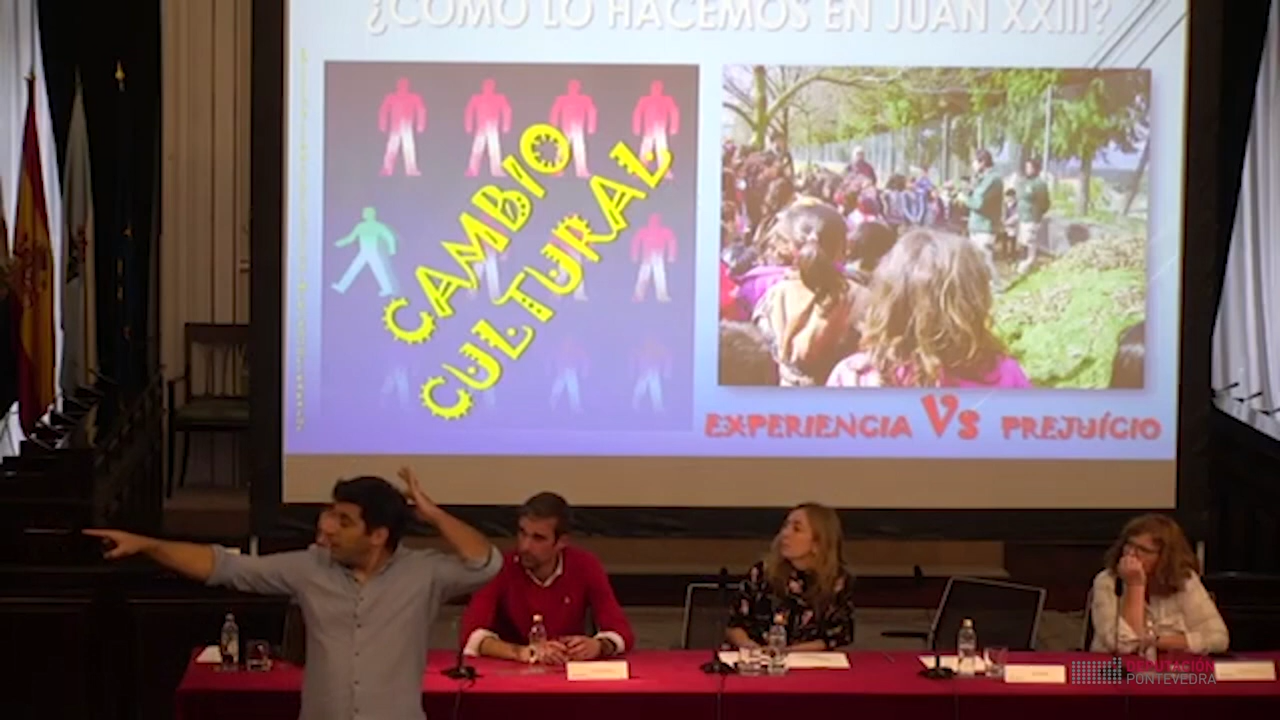 ¿CÓMO LO HACEMOS EN JUAN XXIII?
CAMBIO
CULTURAL
EXPERIENCIA Vs PREJUÍCIO
DEPUTACIÓN
PONTEVEDRA